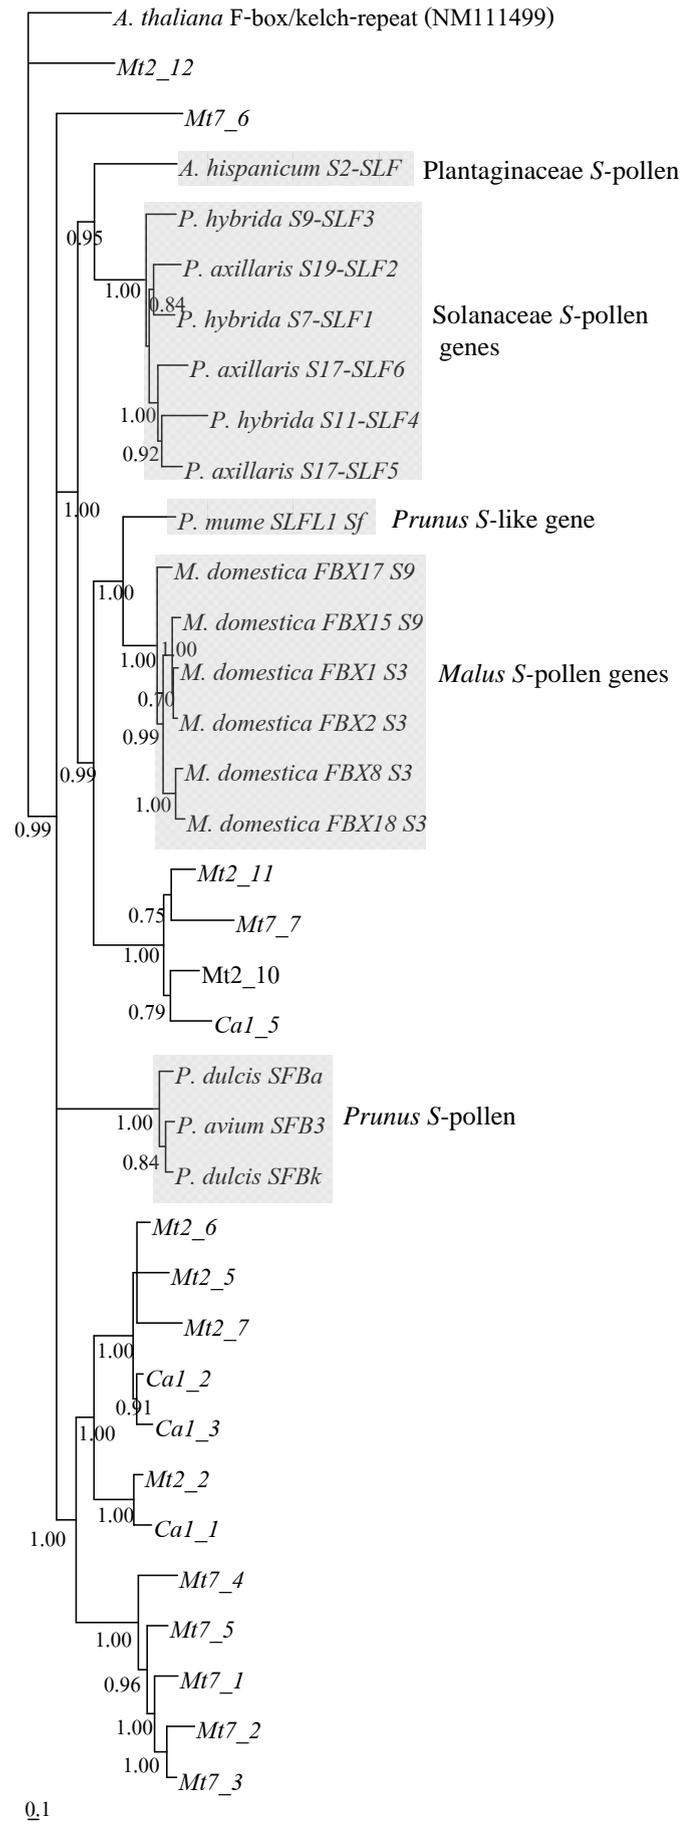 A. thaliana F-box/kelch-repeat (NM111499)
Mt2_12
Mt7_6
A. hispanicum S2-SLF
Plantaginaceae S-pollen
0.95
P. hybrida S9-SLF3
P. axillaris S19-SLF2
1.00
0.84
P. hybrida S7-SLF1
Solanaceae S-pollen
genes
P. axillaris S17-SLF6
1.00
P. hybrida S11-SLF4
0.92
P. axillaris S17-SLF5
1.00
P. mume SLFL1 Sf
Prunus S-like gene
M. domestica FBX17 S9
1.00
M. domestica FBX15 S9
1.00
1.00
M. domestica FBX1 S3
Malus S-pollen genes
0.70
M. domestica FBX2 S3
0.99
M. domestica FBX8 S3
0.99
1.00
M. domestica FBX18 S3
0.99
Mt2_11
0.75
Mt7_7
1.00
Mt2_10
0.79
Ca1_5
P. dulcis SFBa
1.00
P. avium SFB3
Prunus S-pollen
0.84
P. dulcis SFBk
Mt2_6
Mt2_5
Mt2_7
1.00
Ca1_2
0.91
Ca1_3
1.00
Mt2_2
1.00
Ca1_1
1.00
Mt7_4
Mt7_5
1.00
Mt7_1
0.96
Mt7_2
1.00
1.00
Mt7_3
0.1